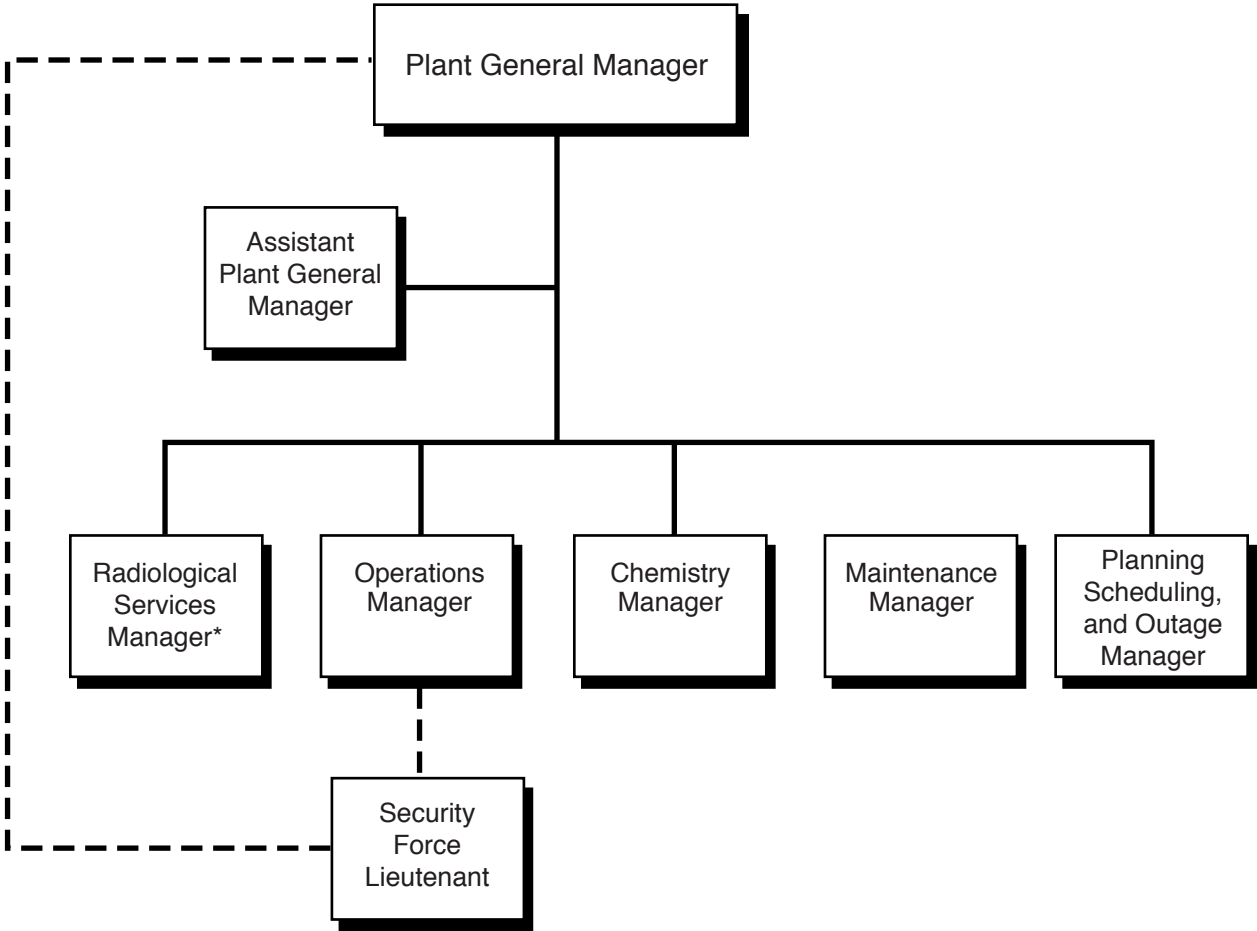 Plant General Manager
Assistant
Plant General
Manager
Radiological
Services
Manager*
Operations
Manager
Chemistry
Manager
Maintenance
Manager
Planning
Scheduling,
and Outage
Manager
Security
Force
Lieutenant